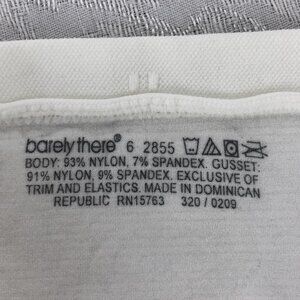 barely there® 6 2855
BODY: 93% NYLON, 7% SPANDEX. GUSSET:
91% NYLON, 9% SPANDEX. EXCLUSIVE OF
TRIM AND ELASTICS. MADE IN DOMINICAN
REPUBLIC RN15763 320 / 0209